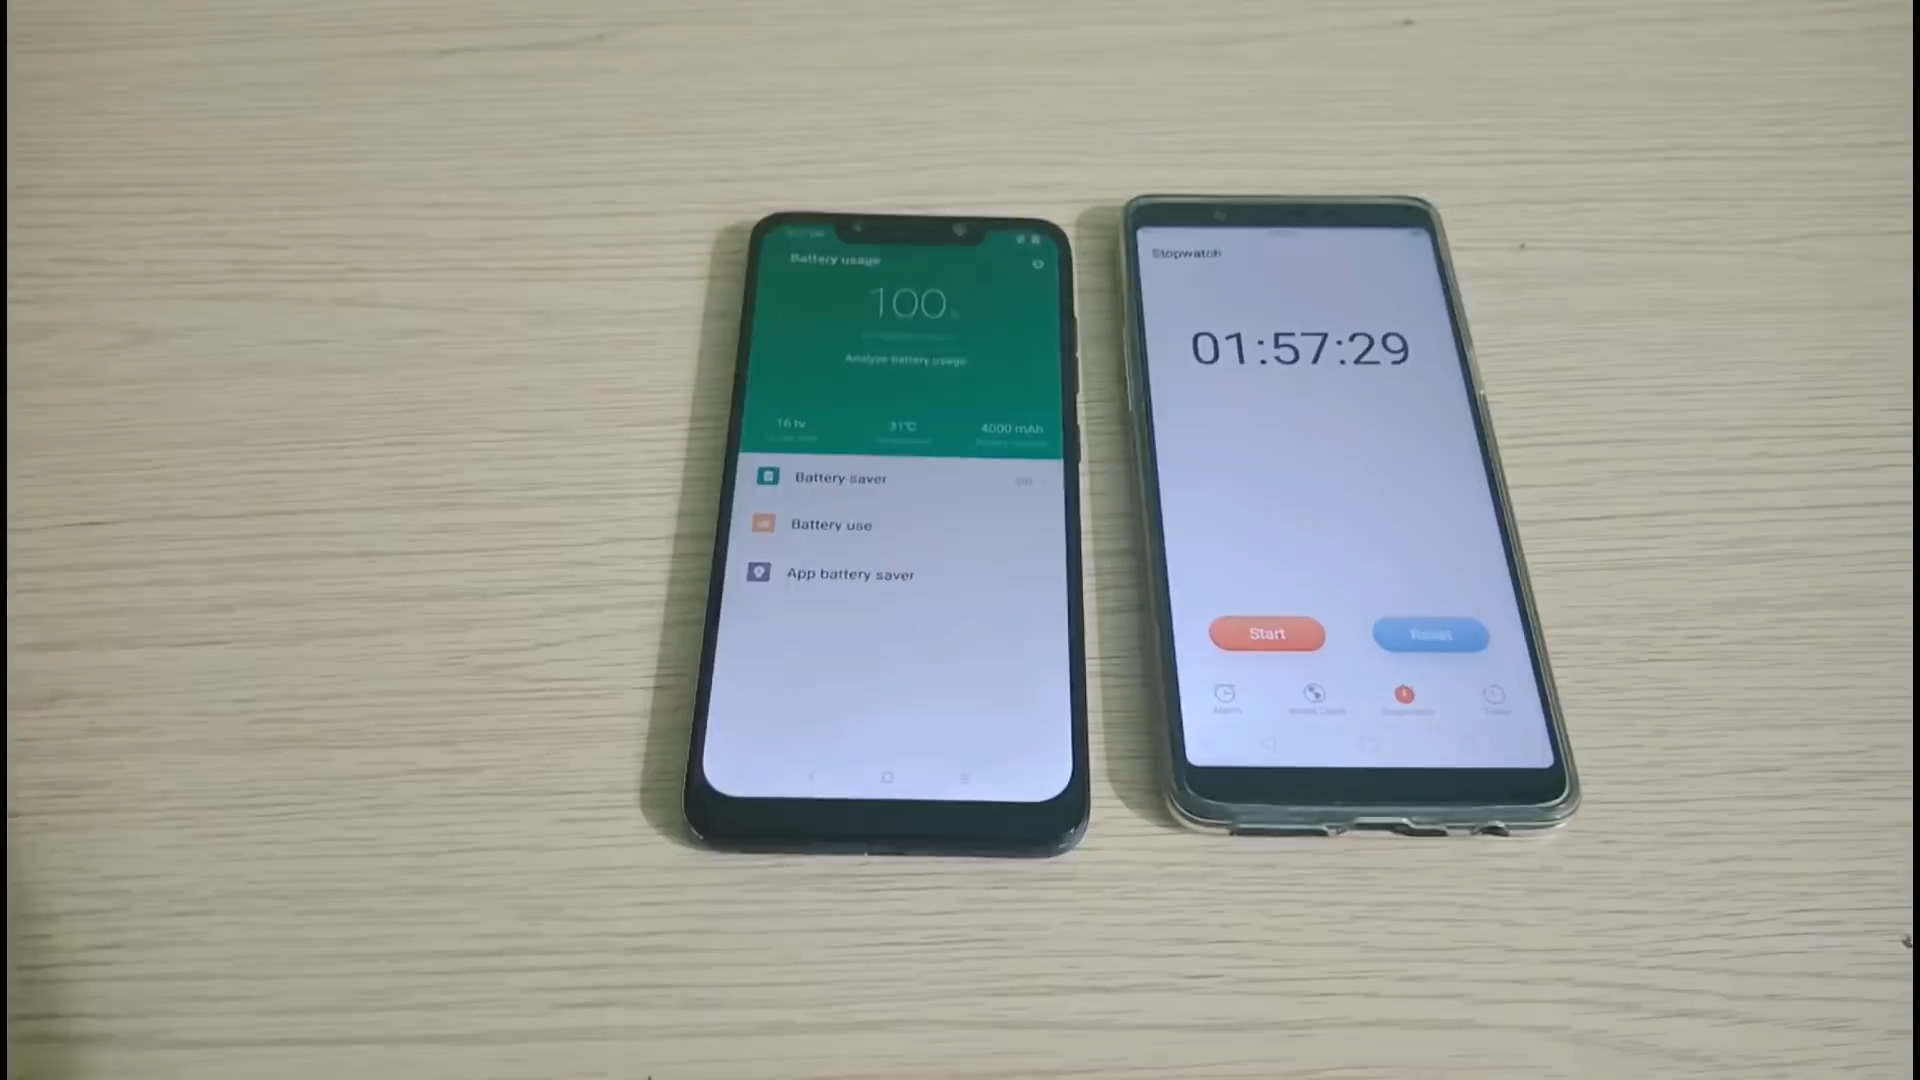 Battery usage
100
Analyze battery usage
31°C
4000 mAh
Battery saver
Battery use
App battery saver
Stopwatch
01:57:29
Start
Reset